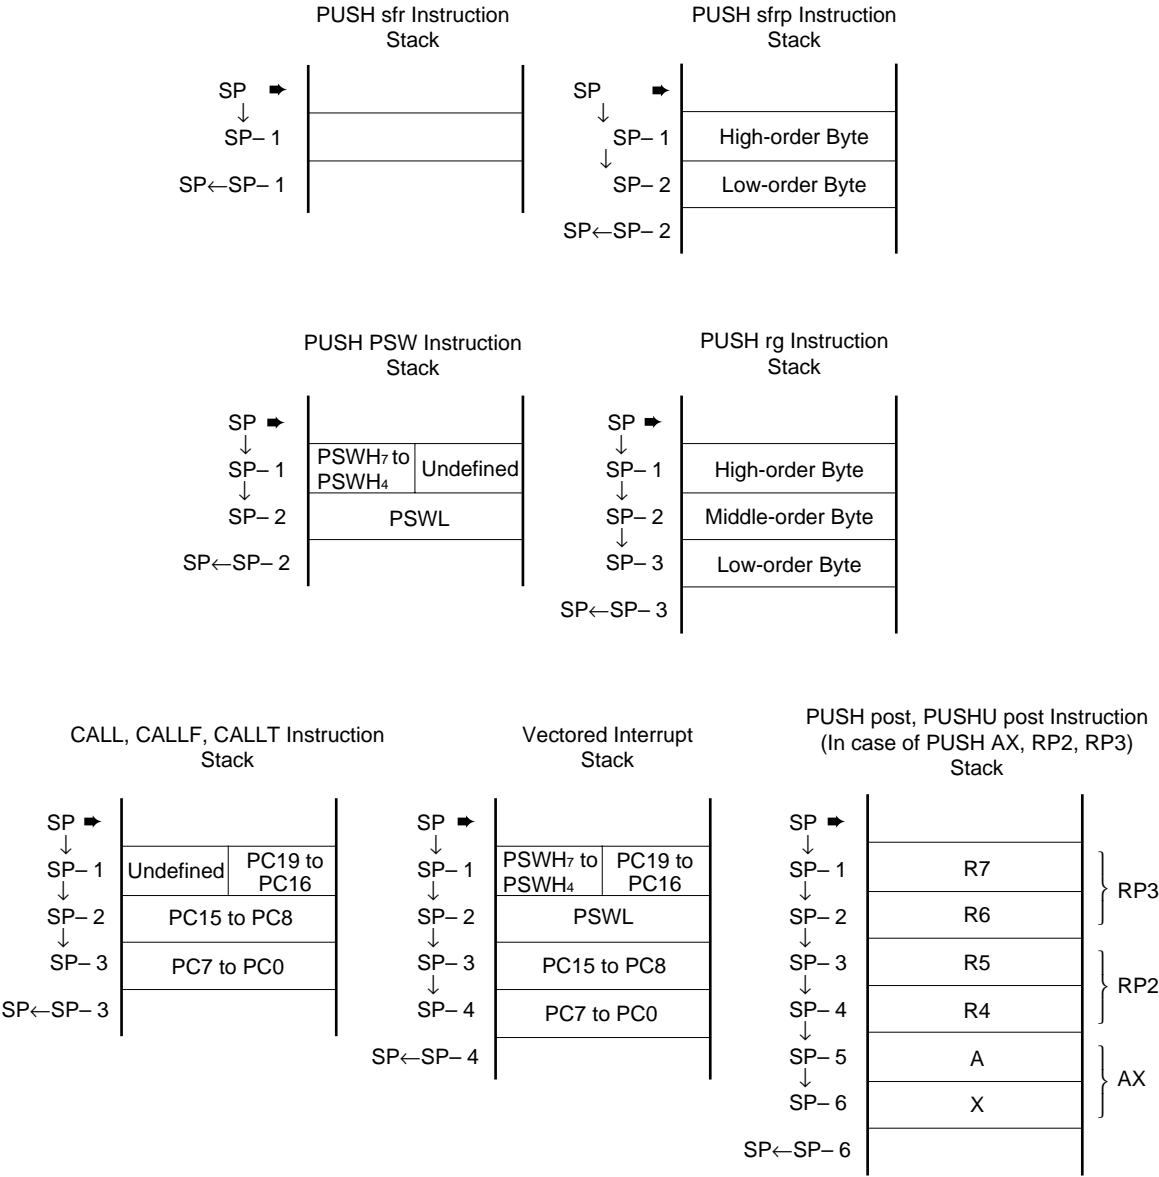 PUSH sfr Instruction
Stack
SP ➨
↓
SP– 1
SP←SP– 1
PUSH sfrp Instruction
Stack
SP ➨
↓
SP– 1
High-order Byte
↓
SP– 2
Low-order Byte
SP←SP– 2
PUSH PSW Instruction
Stack
SP ➨
↓
SP– 1
PSWH7 to
PSWH4
Undefined
↓
SP– 2
PSWL
SP←SP– 2
PUSH rg Instruction
Stack
SP ➨
↓
SP– 1
High-order Byte
↓
SP– 2
Middle-order Byte
↓
SP– 3
Low-order Byte
SP←SP– 3
CALL, CALLF, CALLT Instruction
Stack
SP ➨
↓
SP– 1
Undefined
PC19 to
PC16
↓
SP– 2
PC15 to PC8
↓
SP– 3
PC7 to PC0
SP←SP– 3
Vectored Interrupt
Stack
SP ➨
↓
SP– 1
PSWH7 to
PSWH4
PC19 to
PC16
↓
SP– 2
PSWL
↓
SP– 3
PC15 to PC8
↓
SP– 4
PC7 to PC0
SP←SP– 4
PUSH post, PUSHU post Instruction
(In case of PUSH AX, RP2, RP3)
Stack
SP ➨
↓
SP– 1
R7
↓
SP– 2
R6
RP3
↓
SP– 3
R5
↓
SP– 4
R4
RP2
↓
SP– 5
A
↓
SP– 6
X
AX
SP←SP– 6